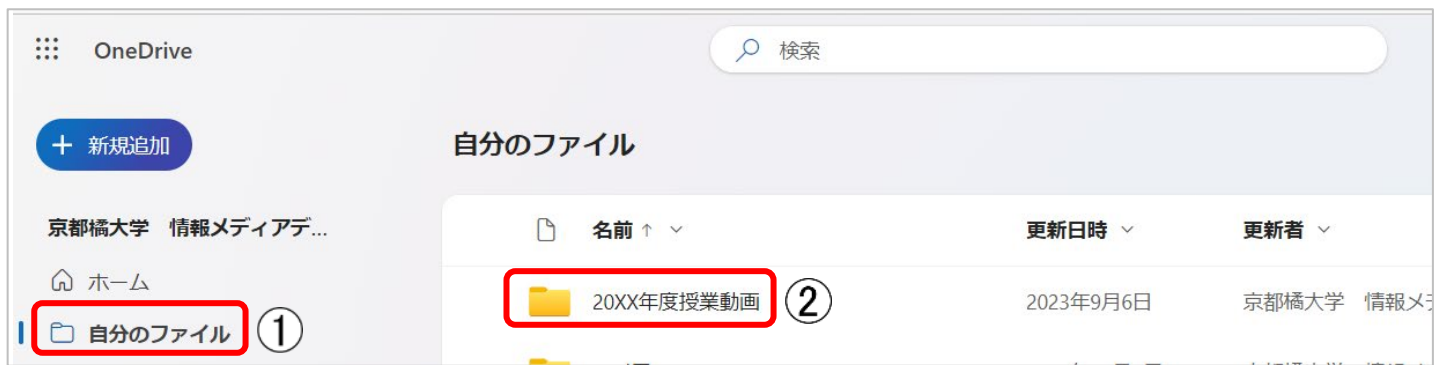 OneDrive
検索
+ 新規追加
自分のファイル
京都橘大学 情報メディアデ...
名前 ↑
更新日時
更新者
ホーム
20XX年度授業動画
②
2023年9月6日
京都橘大学 情報メ
自分のファイル
①